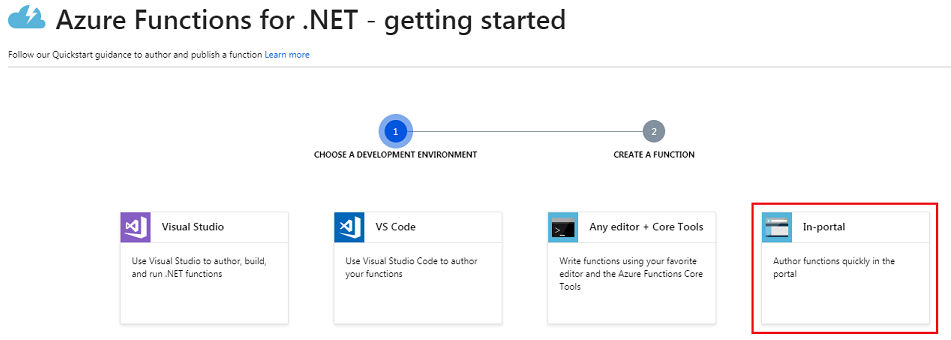 Azure Functions for .NET - getting started
Follow our Quickstart guidance to author and publish a function Learn more
1
2
CHOOSE A DEVELOPMENT ENVIRONMENT
CREATE A FUNCTION
Visual Studio
Use Visual Studio to author, build,
and run .NET functions
VS Code
Use Visual Studio Code to author
your functions
Any editor + Core Tools
Write functions using your favorite
editor and the Azure Functions Core
Tools
In-portal
Author functions quickly in the
portal